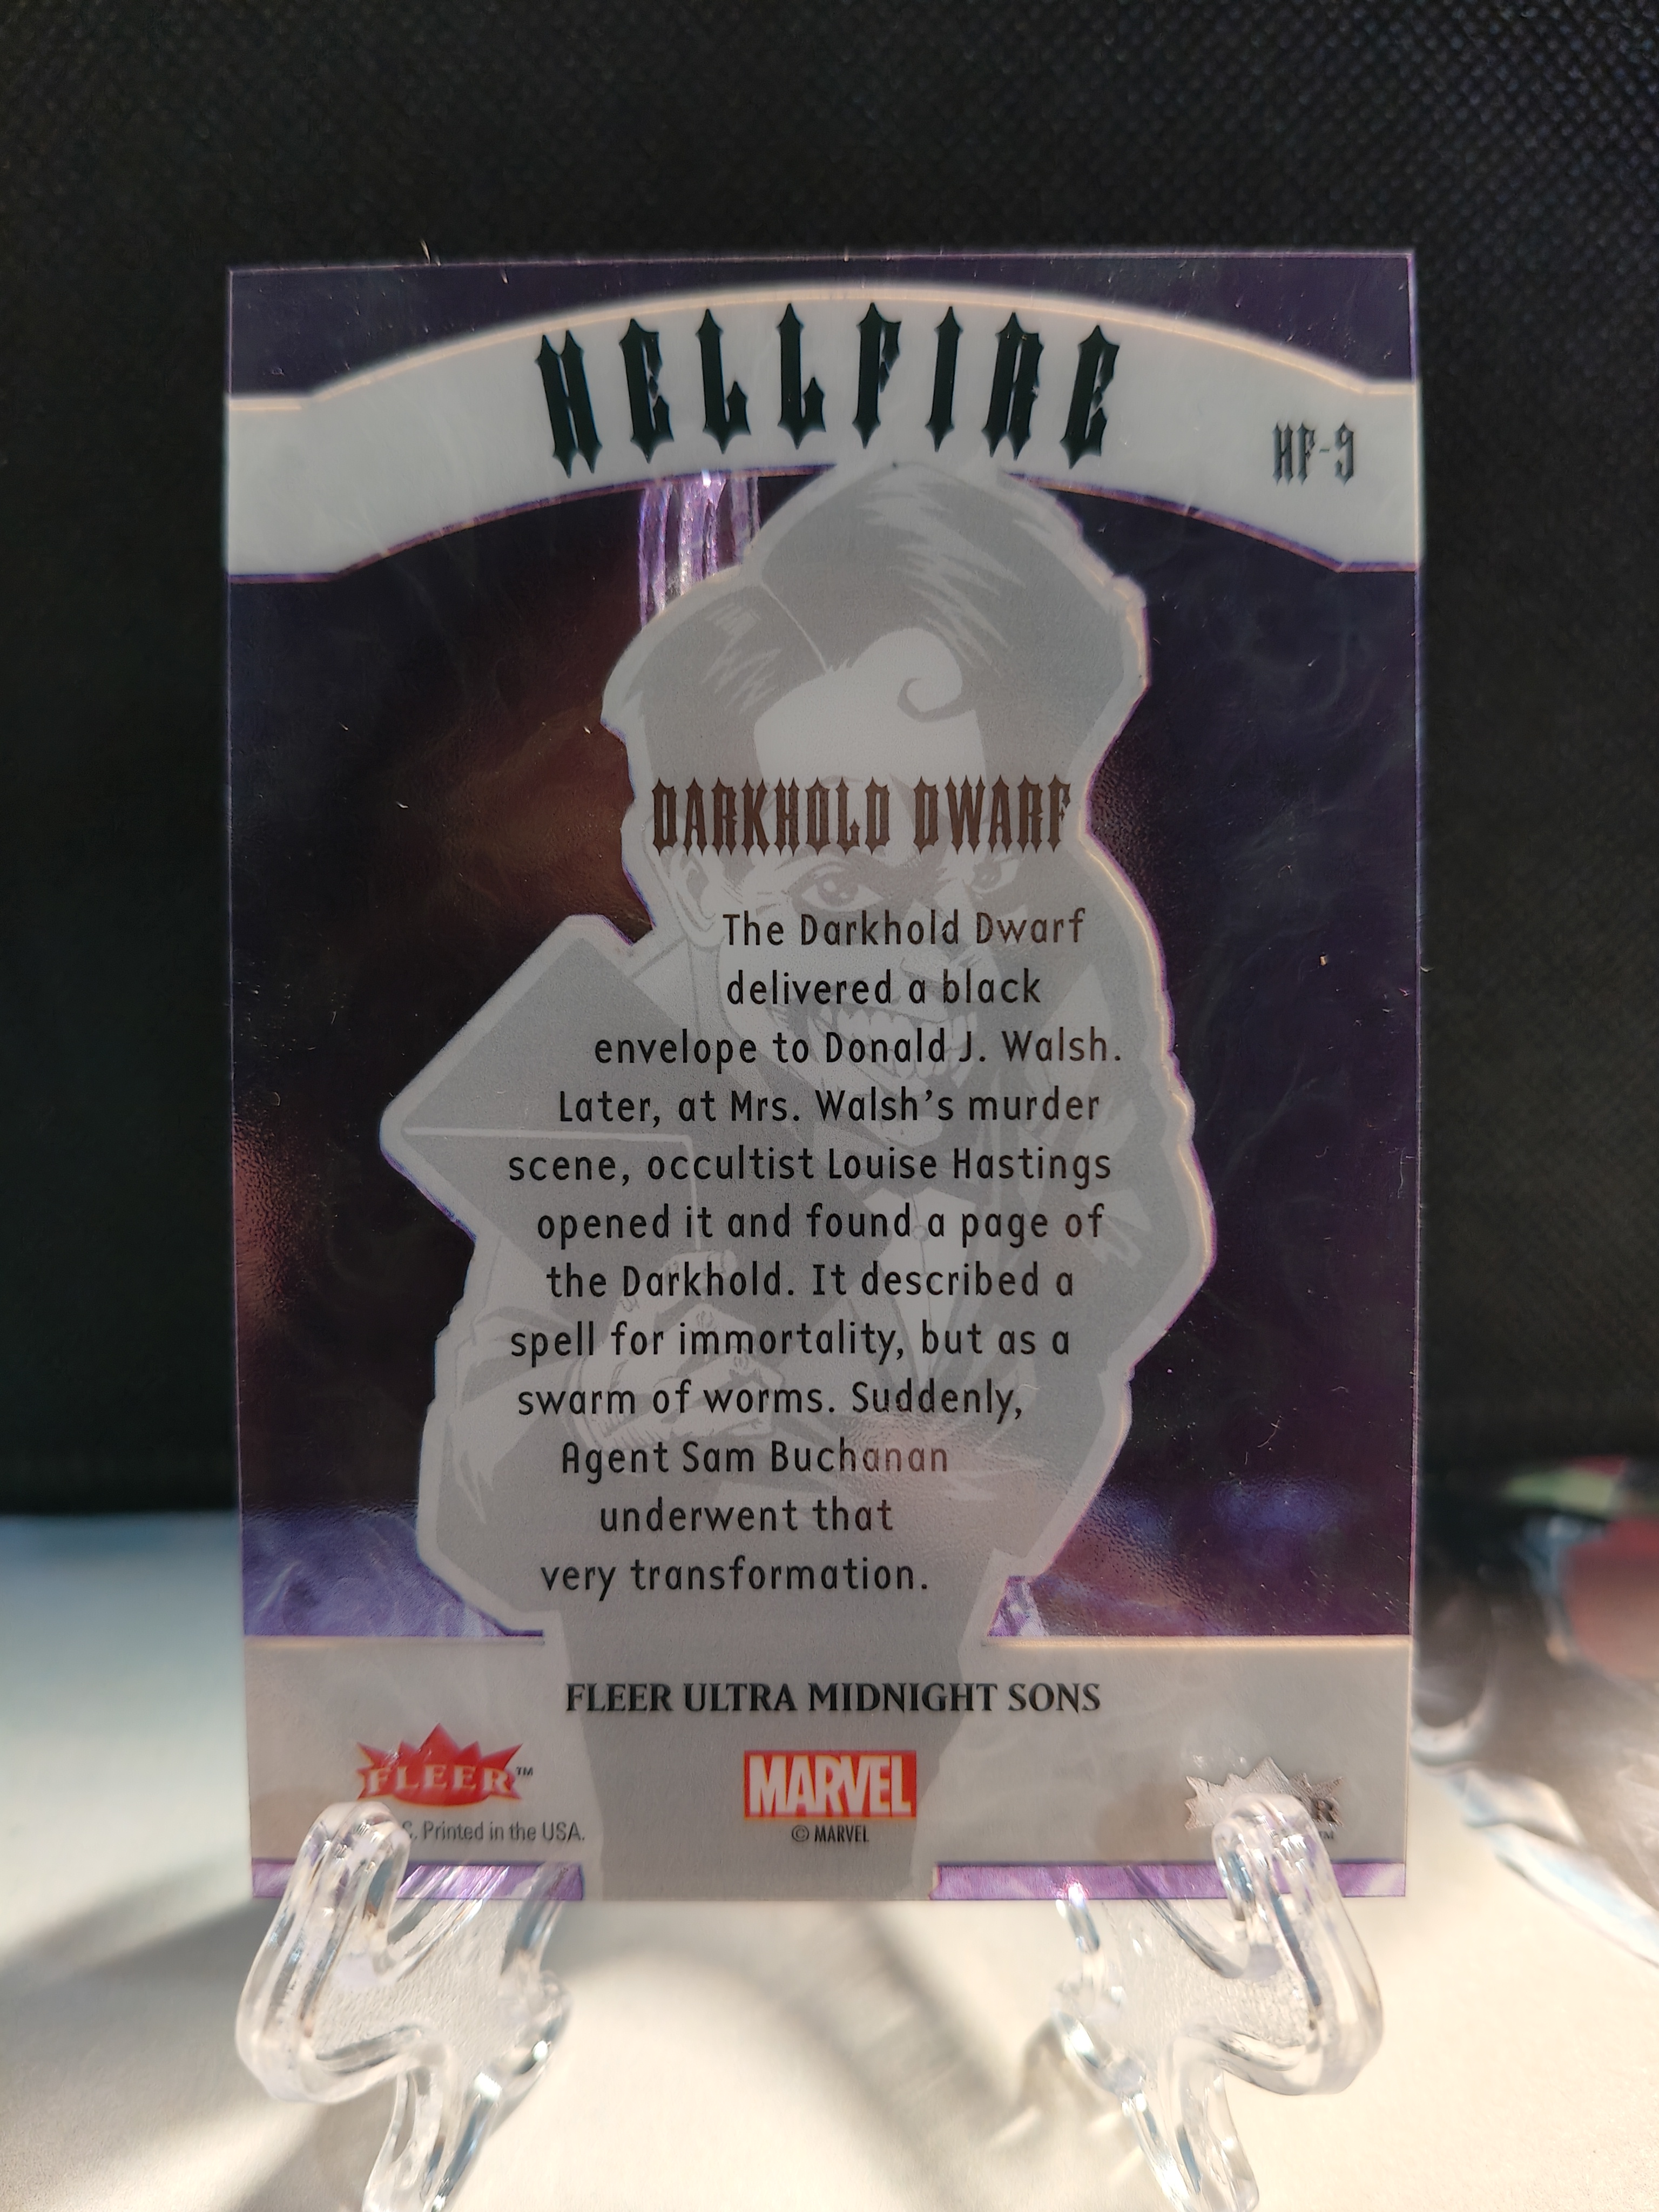 HELLFIRE
HF-9
DARKHOLD DWARF
The Darkhold Dwarf
delivered a black
envelope to Donald J. Walsh.
Later, at Mrs. Walsh's murder
scene, occultist Louise Hastings
opened it and found a page of
the Darkhold. It described a
spell for immortality, but as a
swarm of worms. Suddenly,
Agent Sam Buchanan
underwent that
very transformation.
FLEER ULTRA MIDNIGHT SONS
FLEER™
MARVEL
Printed in the USA.
© MARVEL